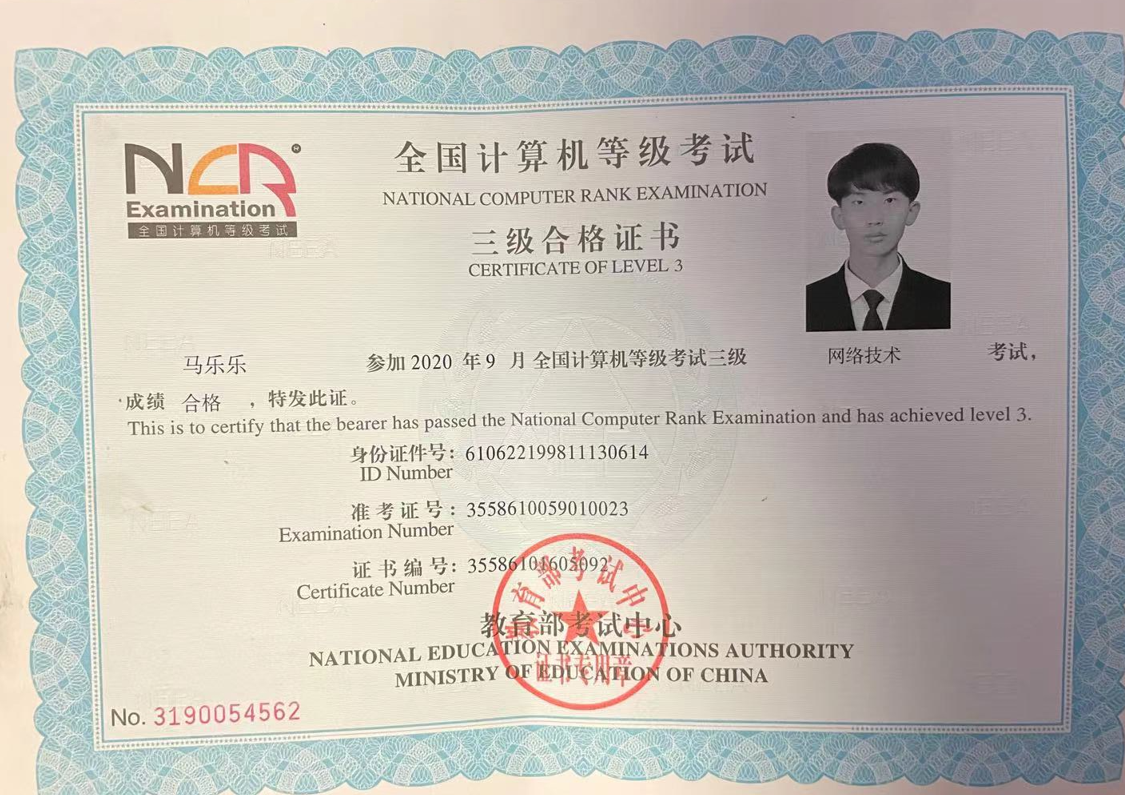 NCR
Examination
全国计算机等级考试
全国计算机等级考试
NATIONAL COMPUTER RANK EXAMINATION
三级合格证书
CERTIFICATE OF LEVEL 3
马乐乐 参加 2020 年 9 月 全国计算机等级考试三级 网络技术 考试，
成绩 合格 ，特发此证。
This is to certify that the bearer has passed the National Computer Rank Examination and has achieved level 3.
身份证件号： 610622199811130614
ID Number
准考证号： 3558610059010023
Examination Number
证书编号： 35586101605092
Certificate Number
教育部考试中心
教育部考试中心
NATIONAL EDUCATION EXAMINATIONS AUTHORITY
证书专用章
MINISTRY OF EDUCATION OF CHINA
No. 3190054562